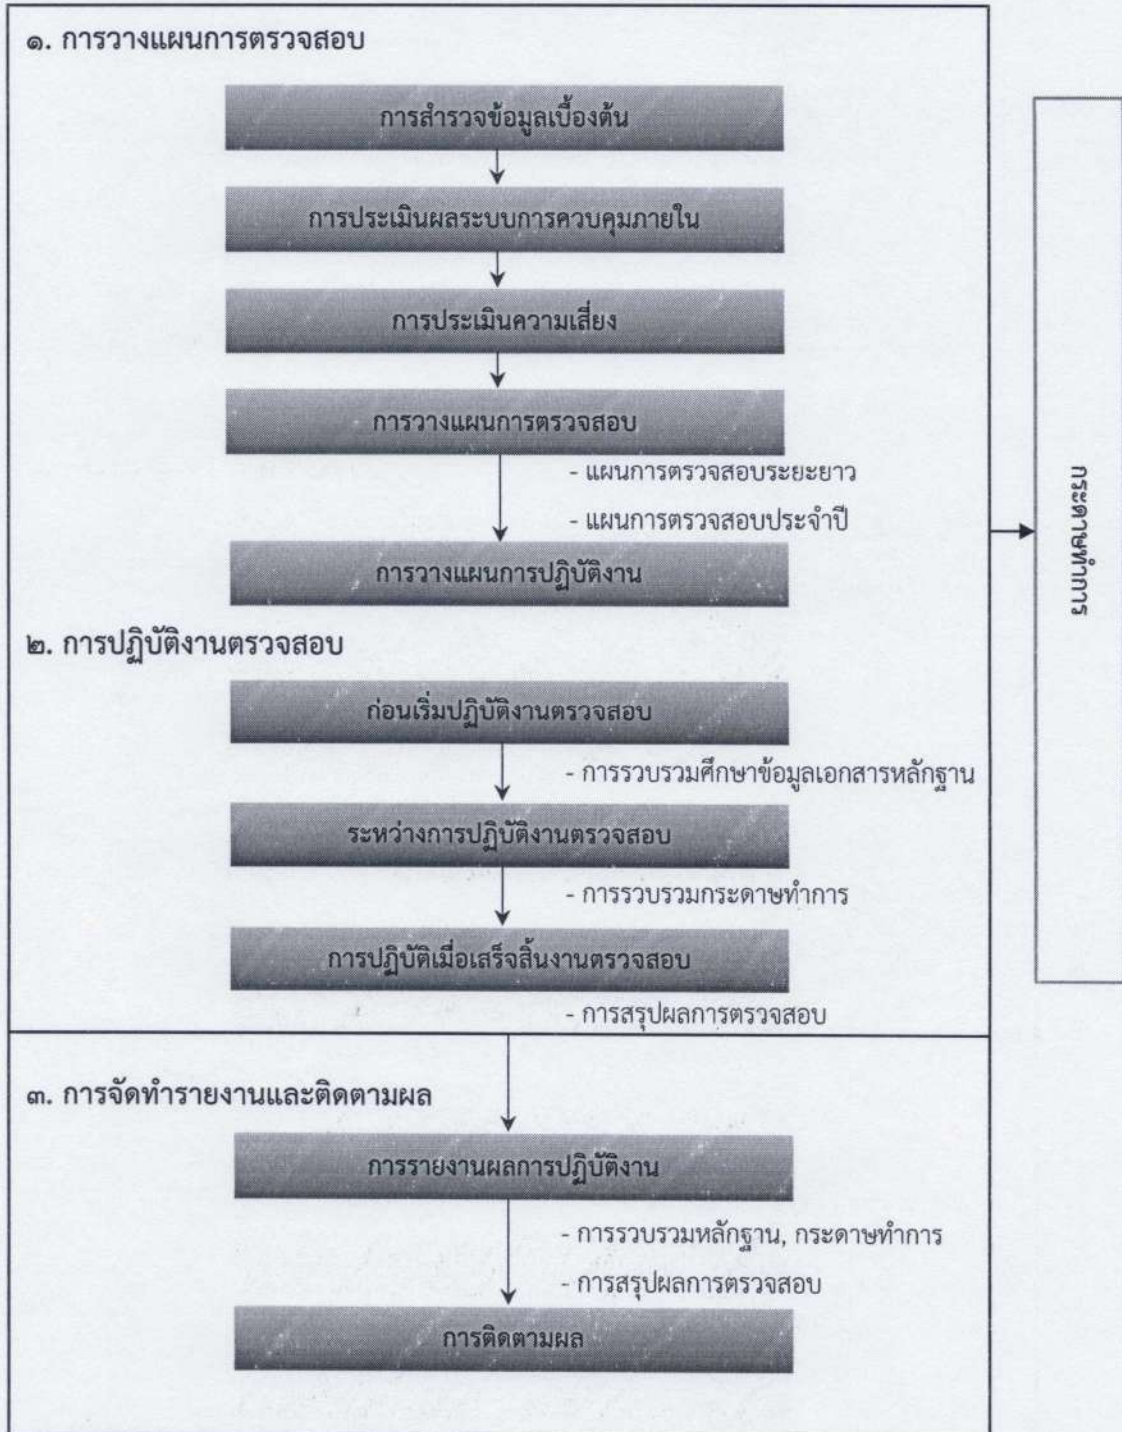 ๑. การวางแผนการตรวจสอบ
การสำรวจข้อมูลเบื้องต้น
การประเมินผลระบบการควบคุมภายใน
การประเมินความเสี่ยง
การวางแผนการตรวจสอบ
- แผนการตรวจสอบระยะยาว
- แผนการตรวจสอบประจำปี
การวางแผนการปฏิบัติงาน
๒. การปฏิบัติงานตรวจสอบ
ก่อนเริ่มปฏิบัติงานตรวจสอบ
- การรวบรวมศึกษาข้อมูลเอกสารหลักฐาน
ระหว่างการปฏิบัติงานตรวจสอบ
- การรวบรวมกระดาษทำการ
การปฏิบัติเมื่อเสร็จสิ้นงานตรวจสอบ
- การสรุปผลการตรวจสอบ
๓. การจัดทำรายงานและติดตามผล
การรายงานผลการปฏิบัติงาน
- การรวบรวมหลักฐาน, กระดาษทำการ
- การสรุปผลการตรวจสอบ
การติดตามผล
กระดาษทำการ